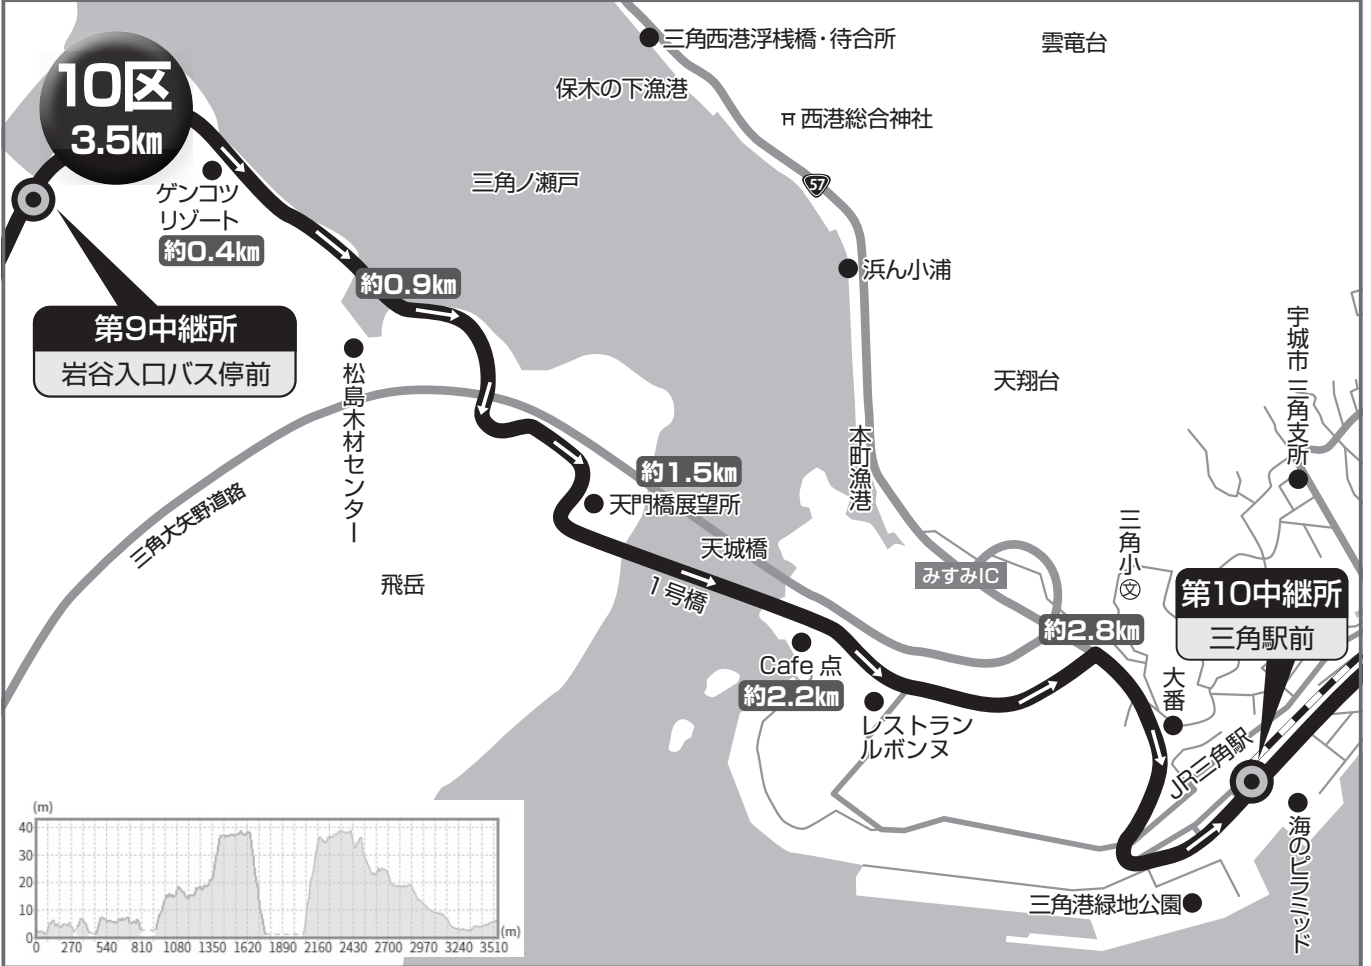 10区
3.5km
三角西港浮桟橋・待合所
雲竜台
保木の下漁港
西港総合神社
三角ノ瀬戸
57
ゲンコツ
リゾート
約0.4km
約0.9km
浜ん小浦
第9中継所
岩谷入口バス停前
松島木材センター
三角大矢野道路
飛岳
天翔台
宇城市 三角支所
本町漁港
約1.5km
天門橋展望所
天城橋
1号橋
みすみIC
三角小
文
約2.8km
第10中継所
三角駅前
Cafe 点
約2.2km
レストラン
ルボンヌ
大番
JR三角駅
海のピラミッド
三角港緑地公園
(m)
40
30
20
10
0
0 270 540 810 1080 1350 1620 1890 2160 2430 2700 2970 3240 3510
(m)